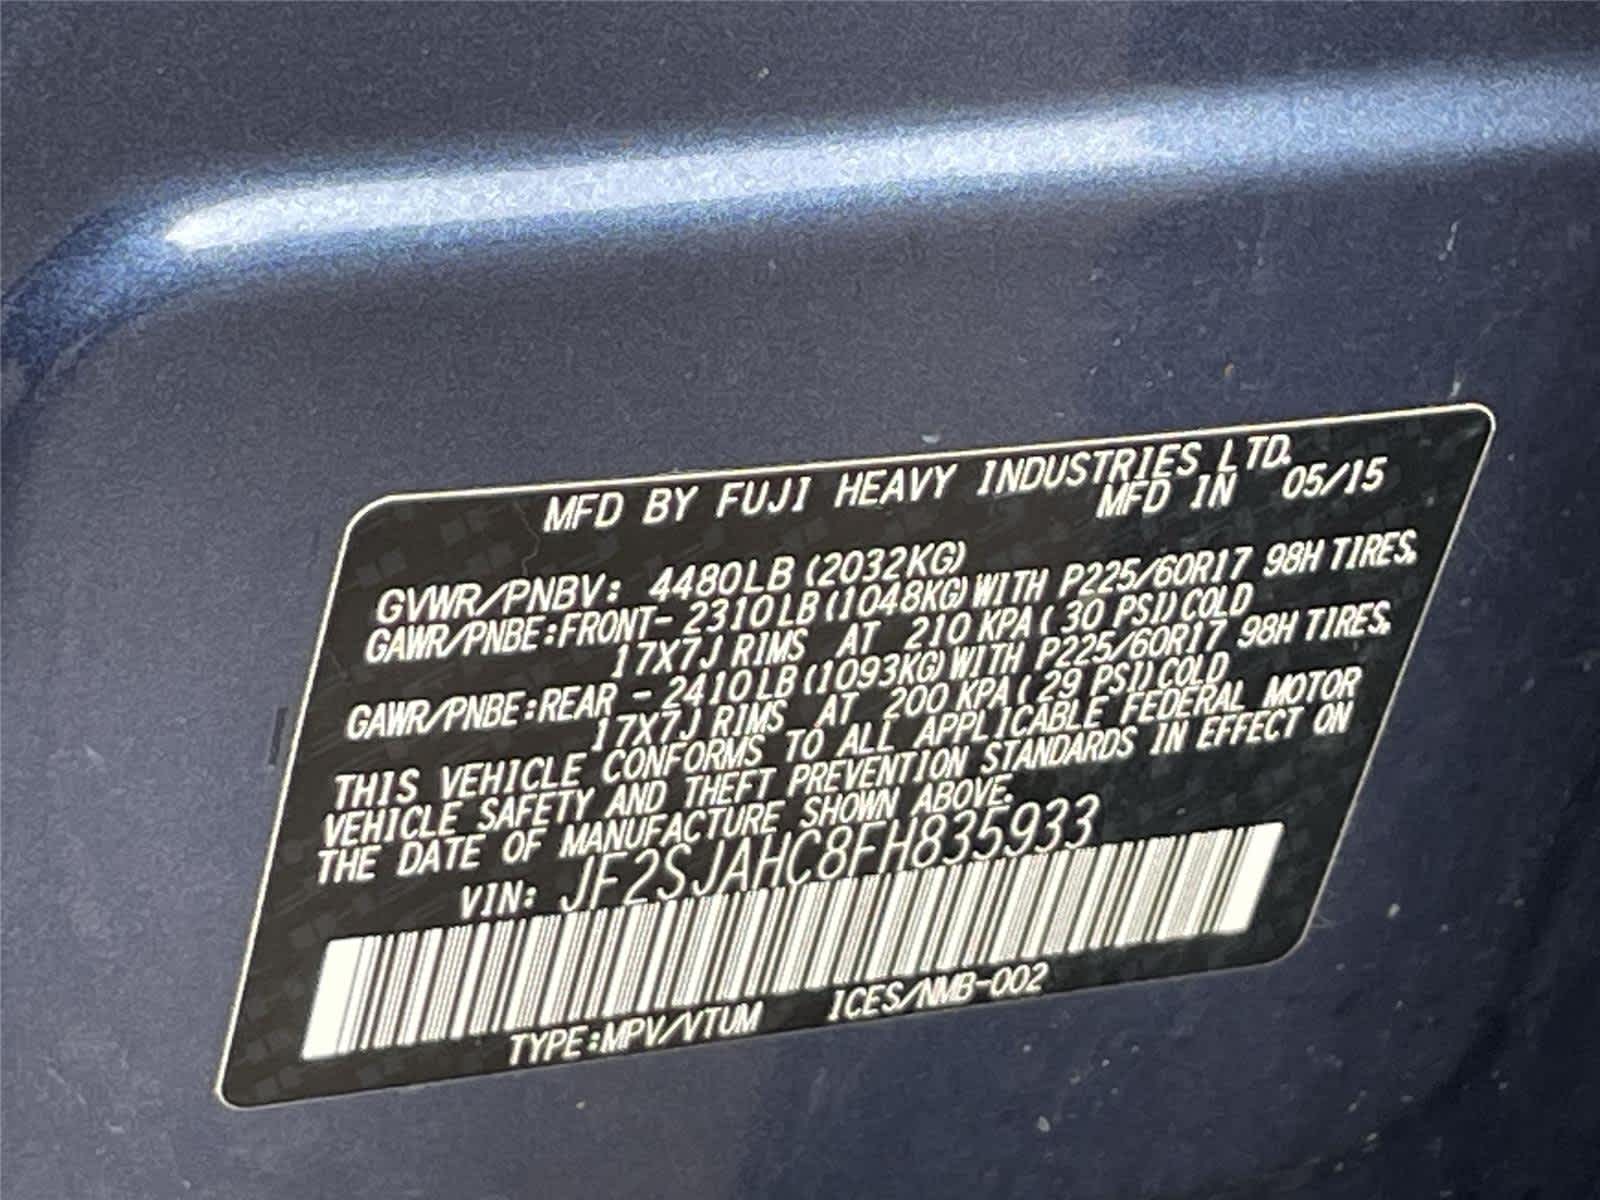 MFD BY FUJI HEAVY INDUSTRIES LTD.
MFD IN 05/15
GVWR/PNBV: 4480LB (2032KG)
GAWR/PNBE:FRONT- 2310LB(1048KG)WITH P225/60R17 98H TIRES,
17X7J RIMS AT 210 KPA( 30 PSI)COLD
GAWR/PNBE:REAR - 2410LB(1093KG)WITH P225/60R17 98H TIRES,
17X7J RIMS AT 200 KPA( 29 PSI)COLD
THIS VEHICLE CONFORMS TO ALL APPLICABLE FEDERAL MOTOR
VEHICLE SAFETY AND THEFT PREVENTION STANDARDS IN EFFECT ON
THE DATE OF MANUFACTURE SHOWN ABOVE.
VIN: JF2SJAHC8FH835933
TYPE:MPV/VTUM ICES/NMB-002